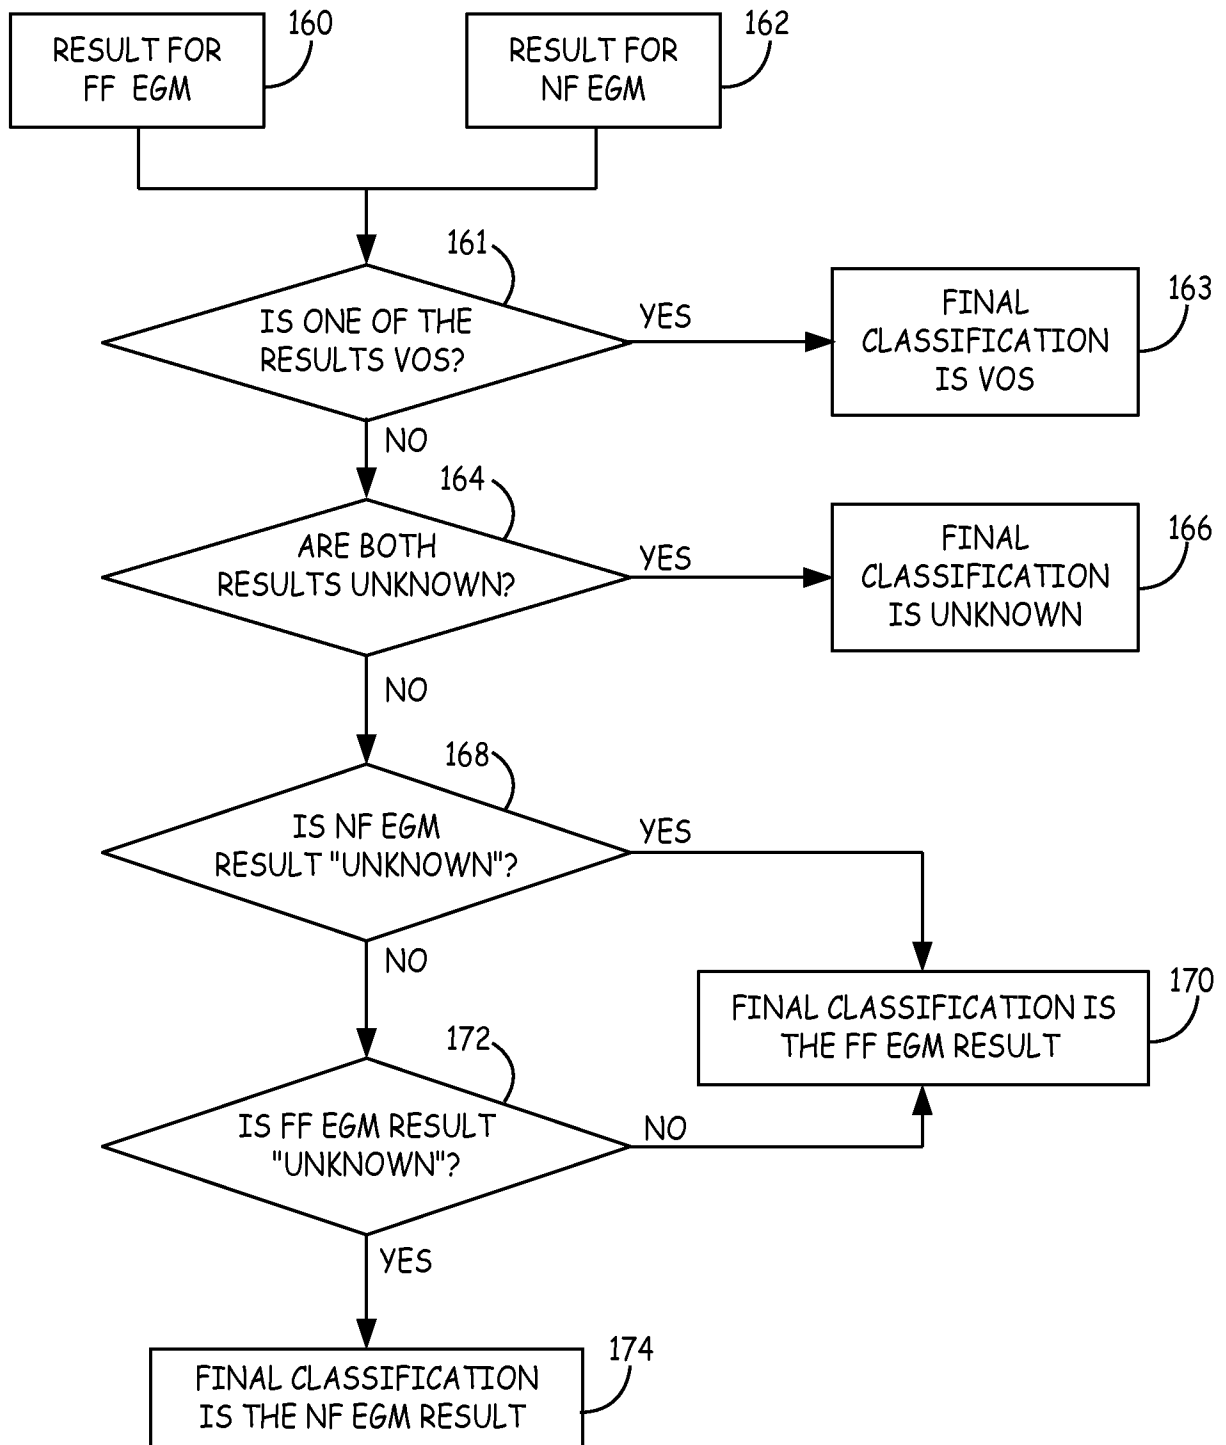 160
RESULT FOR
FF EGM
162
RESULT FOR
NF EGM
161
IS ONE OF THE
RESULTS VOS?
YES
163
FINAL
CLASSIFICATION
IS VOS
NO
164
ARE BOTH
RESULTS UNKNOWN?
YES
166
FINAL
CLASSIFICATION
IS UNKNOWN
NO
168
IS NF EGM
RESULT "UNKNOWN"?
YES
NO
170
FINAL CLASSIFICATION IS
THE FF EGM RESULT
172
IS FF EGM RESULT
"UNKNOWN"?
NO
YES
174
FINAL CLASSIFICATION
IS THE NF EGM RESULT